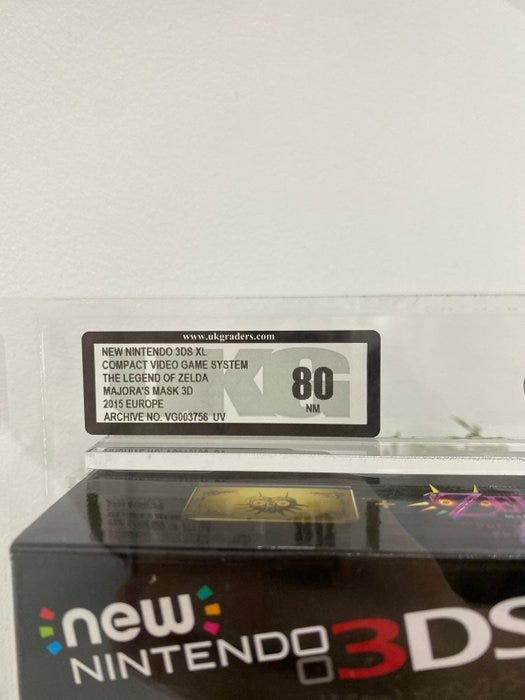 www.ukgraders.com
NEW NINTENDO 3DS XL
COMPACT VIDEO GAME SYSTEM
THE LEGEND OF ZELDA
MAJORA'S MASK 3D
2015 EUROPE
ARCHIVE NO. VG003756 UV
UKG
80
NM
new
NINTENDO 3DS